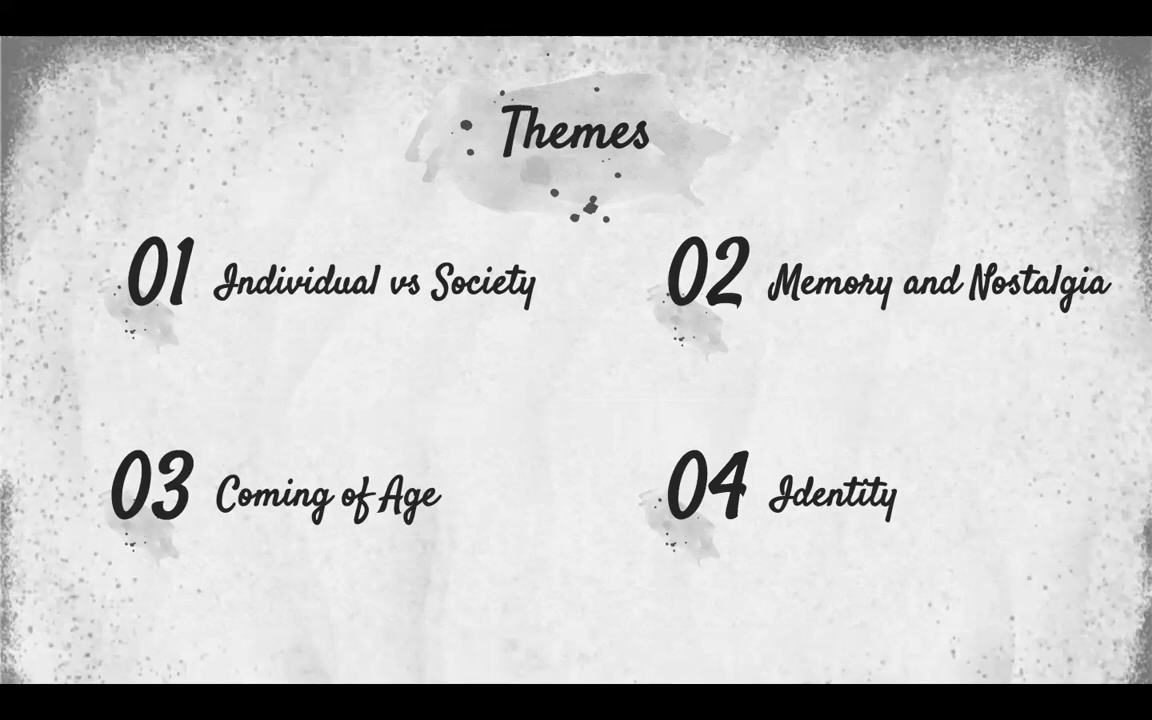 Themes
01 Individual vs Society
02 Memory and Nostalgia
03 Coming of Age
04 Identity